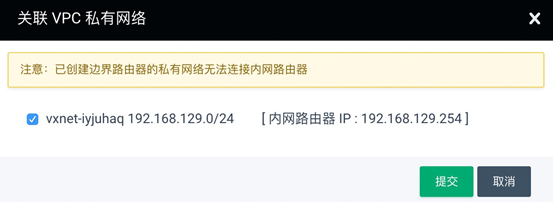 关联 VPC 私有网络
注意：已创建边界路由器的私有网络无法连接内网路由器
vxnet-iyjuhaq 192.168.129.0/24 [ 内网路由器 IP : 192.168.129.254 ]
提交 取消